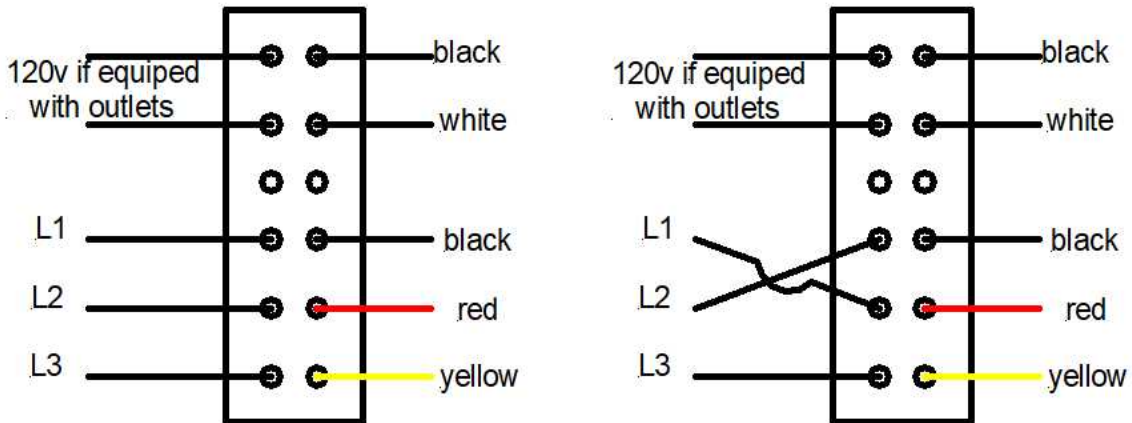 black
120v if equiped
with outlets
white
L1
black
L2
red
L3
yellow
black
120v if equiped
with outlets
white
L1
black
L2
red
L3
yellow